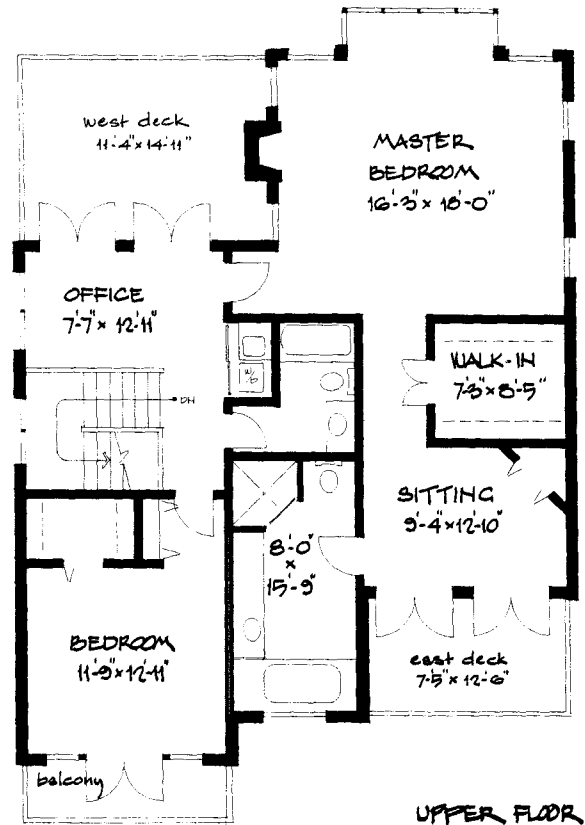 west deck
11'-4" x 14'-11"
MASTER
BEDROOM
16'-3" x 18'-0"
OFFICE
7'-7" x 12'-11"
WALK-IN
7'-3" x 8'-5"
DN
SITTING
9'-4" x 12'-10"
8'-0"
x
15'-9"
BEDROOM
11'-9" x 12'-11"
east deck
7'-5" x 12'-6"
balcony
UPPER FLOOR